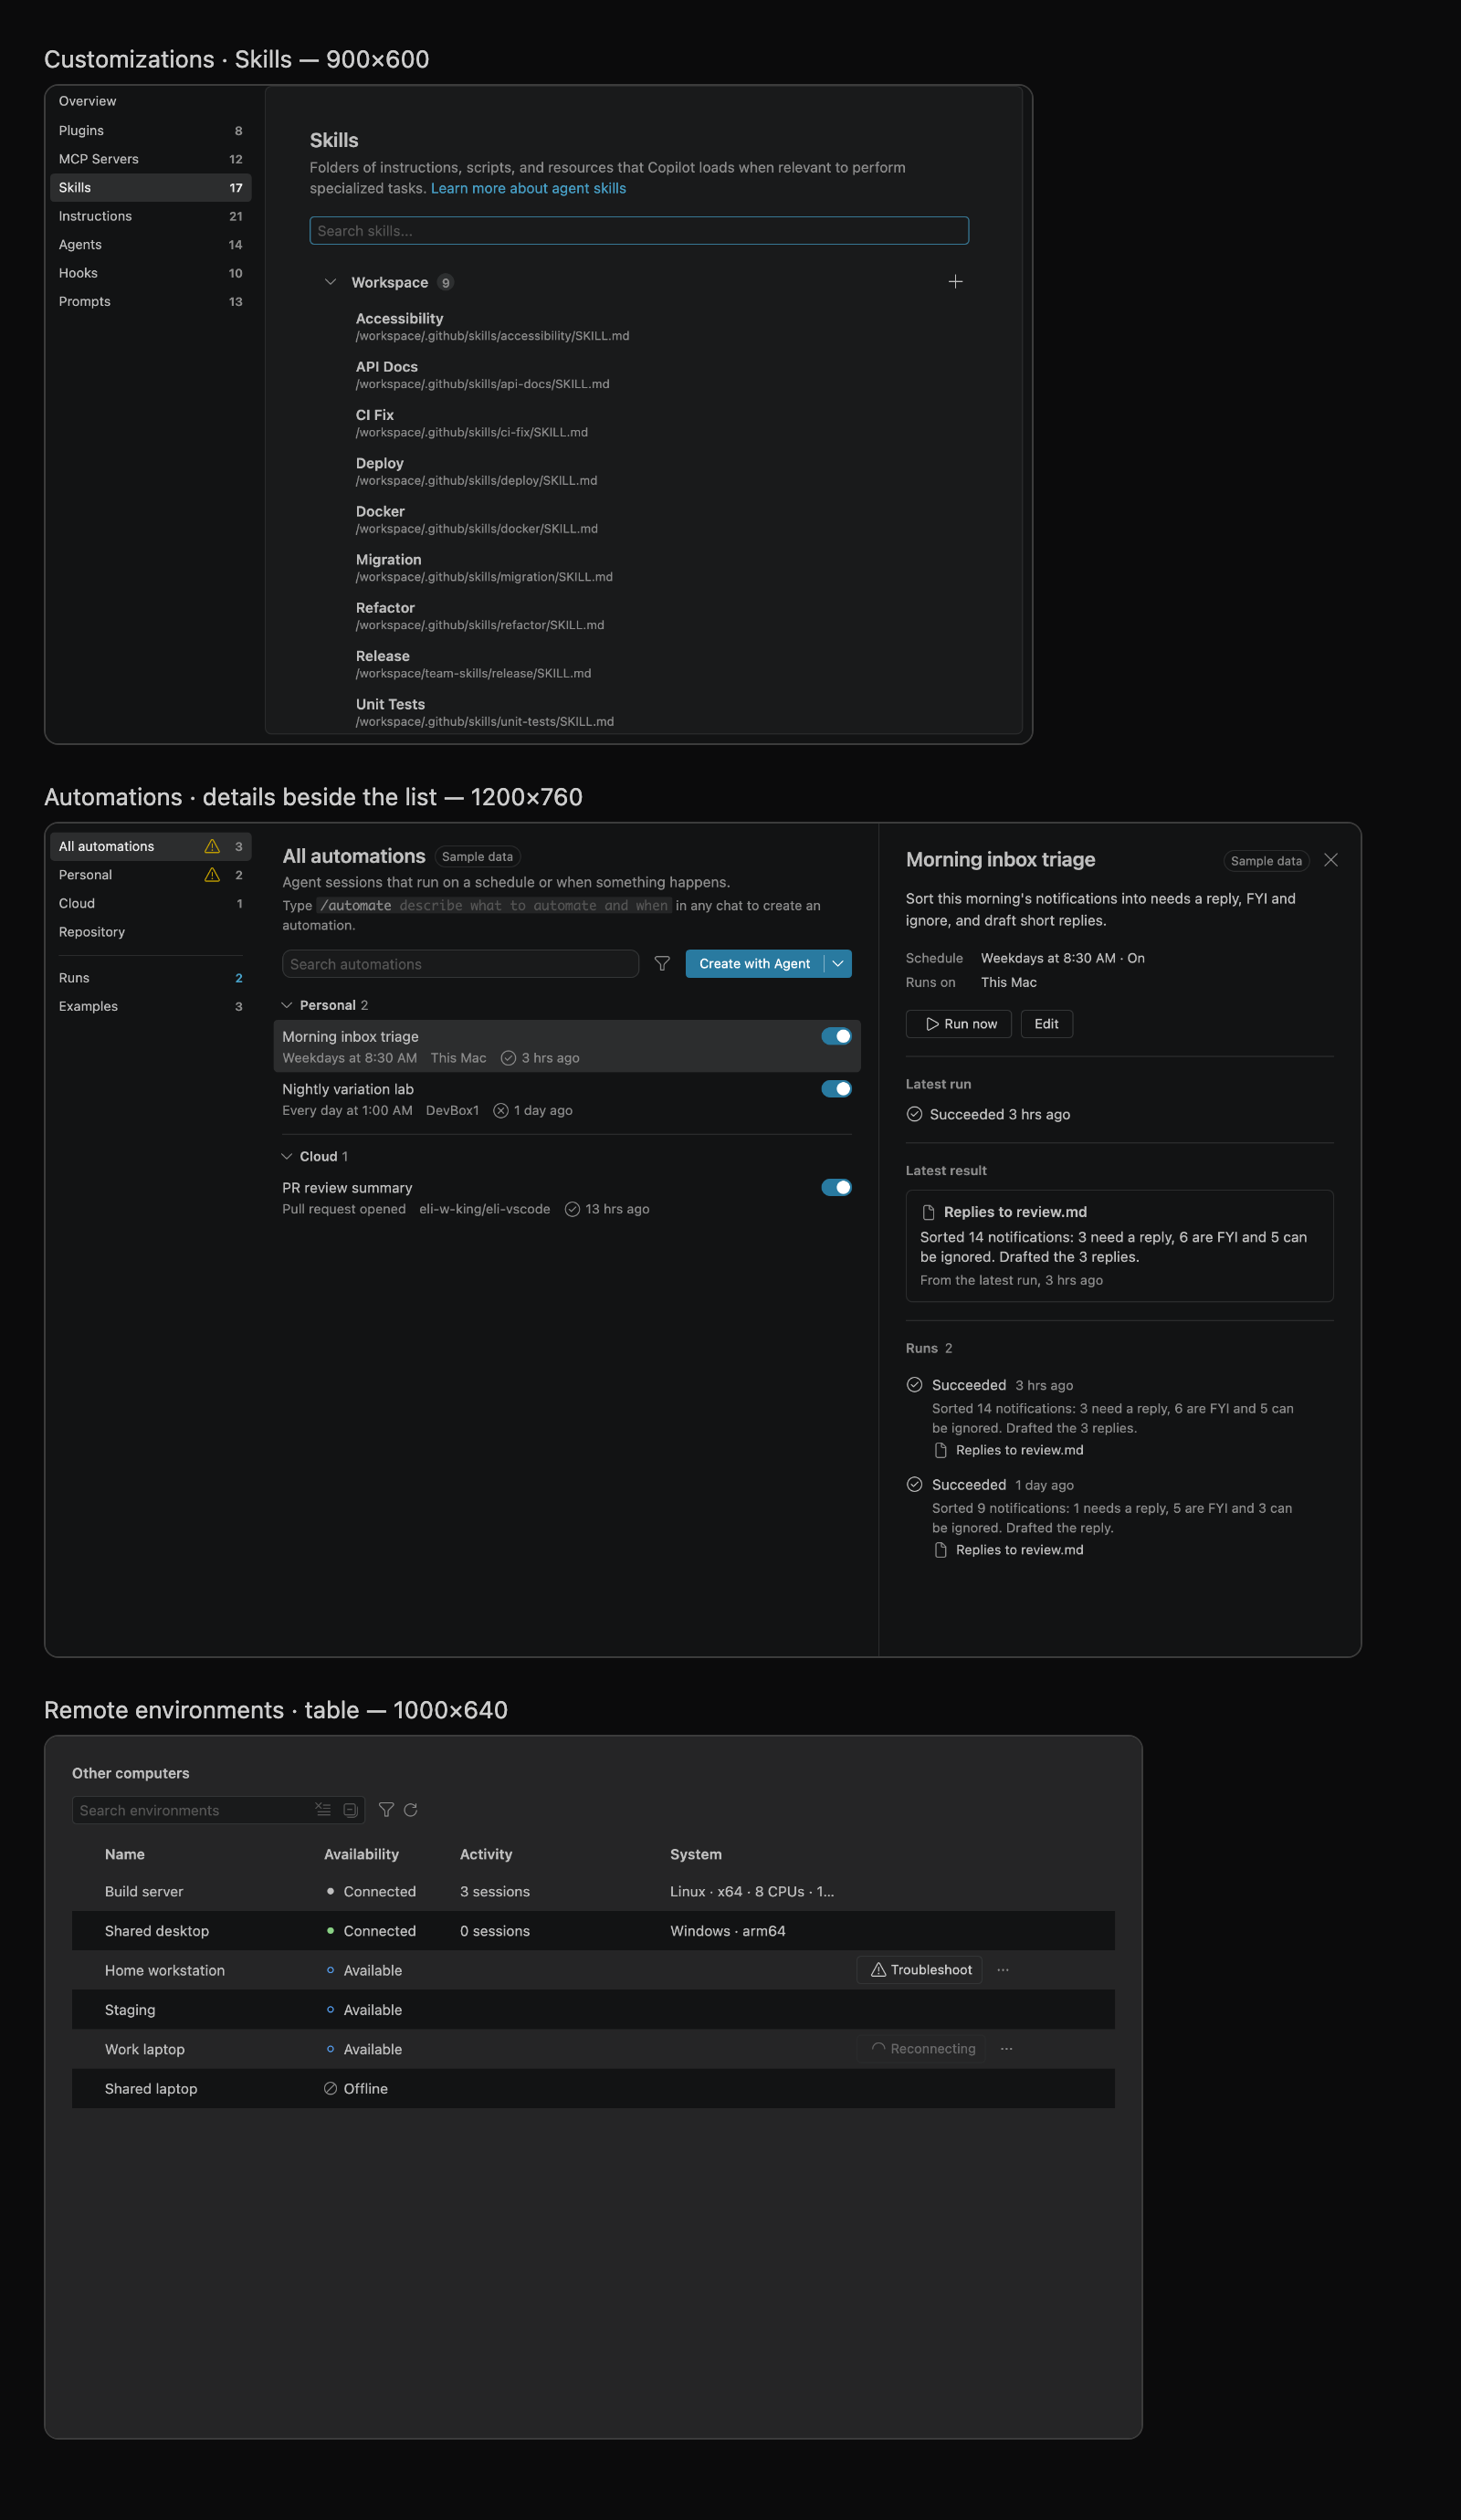 Customizations · Skills — 900×600
Overview
Plugins 8
MCP Servers 12
Skills 17
Instructions 21
Agents 14
Hooks 10
Prompts 13
Skills
Folders of instructions, scripts, and resources that Copilot loads when relevant to perform
specialized tasks. Learn more about agent skills
Search skills...
Workspace 9
Accessibility
/workspace/.github/skills/accessibility/SKILL.md
API Docs
/workspace/.github/skills/api-docs/SKILL.md
CI Fix
/workspace/.github/skills/ci-fix/SKILL.md
Deploy
/workspace/.github/skills/deploy/SKILL.md
Docker
/workspace/.github/skills/docker/SKILL.md
Migration
/workspace/.github/skills/migration/SKILL.md
Refactor
/workspace/.github/skills/refactor/SKILL.md
Release
/workspace/team-skills/release/SKILL.md
Unit Tests
/workspace/.github/skills/unit-tests/SKILL.md
Automations · details beside the list — 1200×760
All automations 3
Personal 2
Cloud 1
Repository
Runs 2
Examples 3
All automations Sample data
Agent sessions that run on a schedule or when something happens.
Type /automate describe what to automate and when in any chat to create an
automation.
Search automations
Create with Agent
Personal 2
Morning inbox triage
Weekdays at 8:30 AM This Mac 3 hrs ago
Nightly variation lab
Every day at 1:00 AM DevBox1 1 day ago
Cloud 1
PR review summary
Pull request opened eli-w-king/eli-vscode 13 hrs ago
Morning inbox triage Sample data
Sort this morning's notifications into needs a reply, FYI and
ignore, and draft short replies.
Schedule Weekdays at 8:30 AM · On
Runs on This Mac
Run now Edit
Latest run
Succeeded 3 hrs ago
Latest result
Replies to review.md
Sorted 14 notifications: 3 need a reply, 6 are FYI and 5 can
be ignored. Drafted the 3 replies.
From the latest run, 3 hrs ago
Runs 2
Succeeded 3 hrs ago
Sorted 14 notifications: 3 need a reply, 6 are FYI and 5 can
be ignored. Drafted the 3 replies.
Replies to review.md
Succeeded 1 day ago
Sorted 9 notifications: 1 needs a reply, 5 are FYI and 3 can
be ignored. Drafted the reply.
Replies to review.md
Remote environments · table — 1000×640
Other computers
Search environments
Name Availability Activity System
Build server Connected 3 sessions Linux · x64 · 8 CPUs · 1...
Shared desktop Connected 0 sessions Windows · arm64
Home workstation Available Troubleshoot ...
Staging Available
Work laptop Available Reconnecting ...
Shared laptop Offline